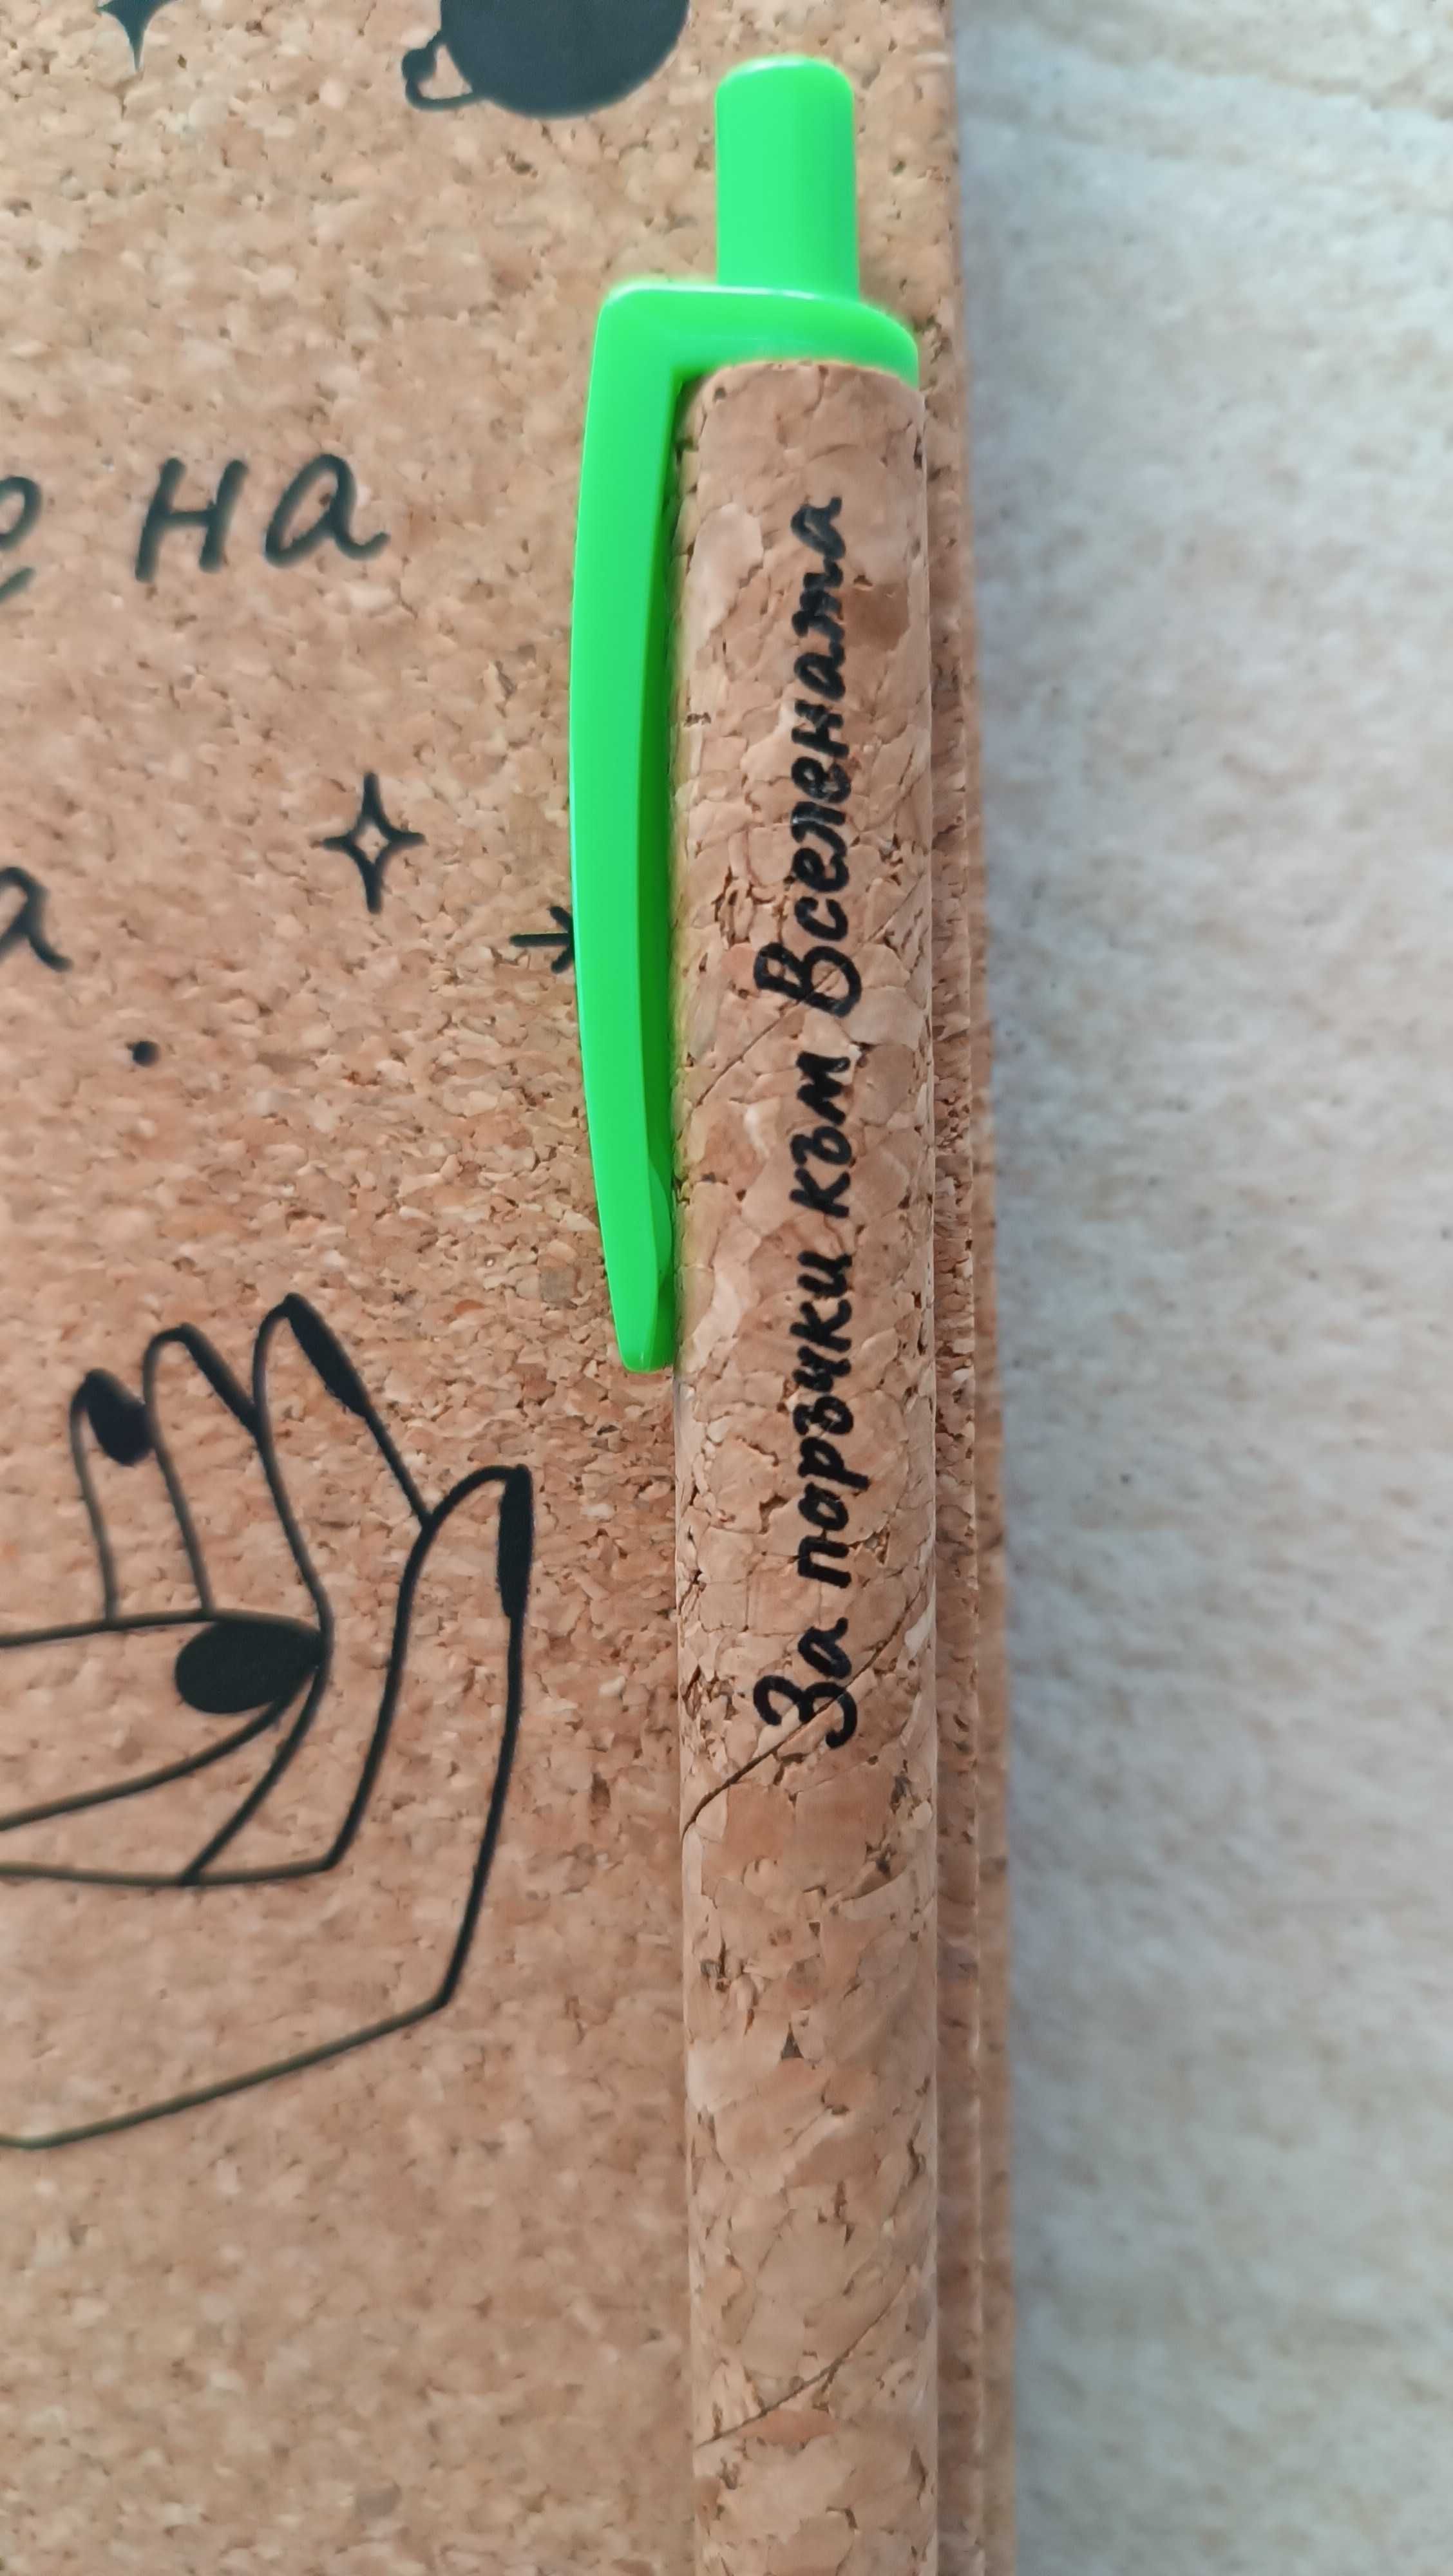 на
За поръчки към Вселената